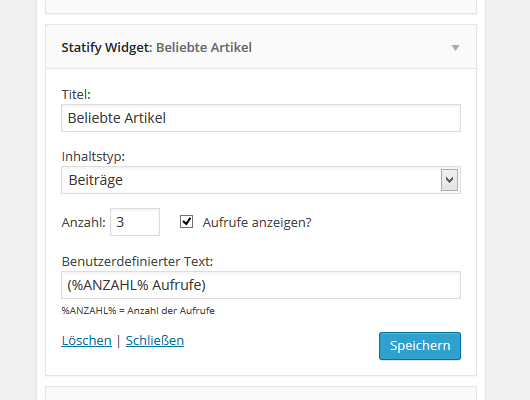 Statify Widget: Beliebte Artikel
Titel:
Beliebte Artikel
Inhaltstyp:
Beiträge
Anzahl: 3 Aufrufe anzeigen?
Benutzerdefinierter Text:
(%ANZAHL% Aufrufe)
%ANZAHL% = Anzahl der Aufrufe
Löschen | Schließen Speichern